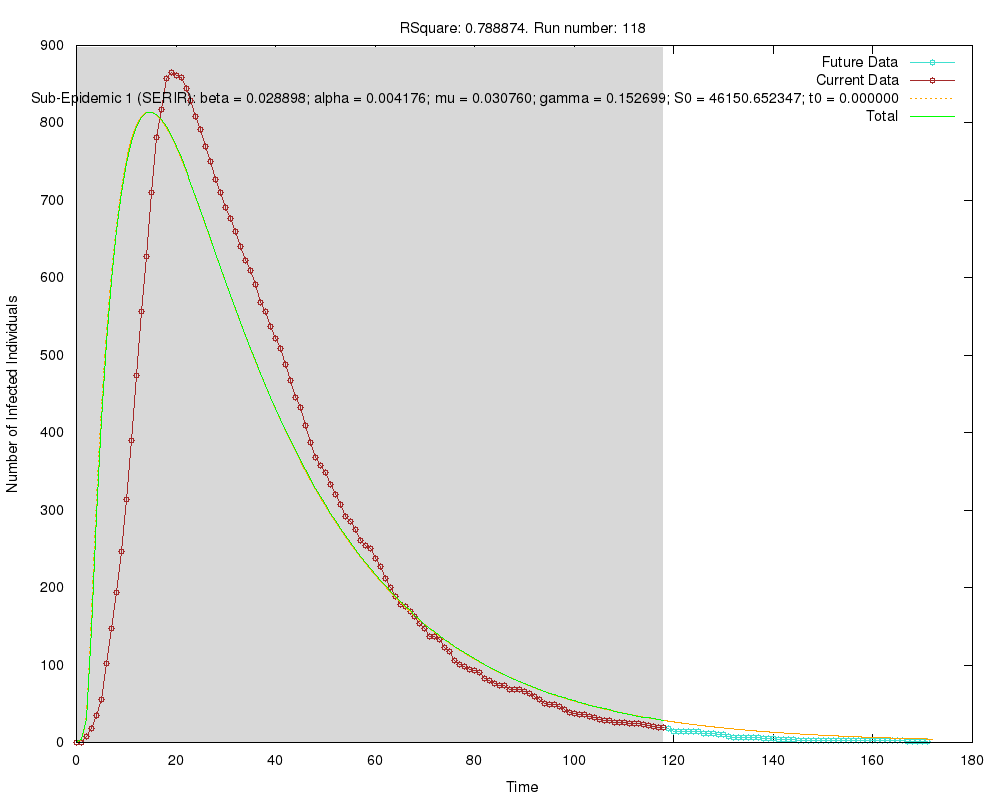 RSquare: 0.788874. Run number: 118
Future Data
Current Data
Sub-Epidemic 1 (SERIR): beta = 0.028898; alpha = 0.004176; mu = 0.030760; gamma = 0.152699; S0 = 46150.652347; t0 = 0.000000
Total
900
800
700
600
500
400
300
200
100
0
Number of Infected Individuals
0 20 40 60 80 100 120 140 160 180
Time